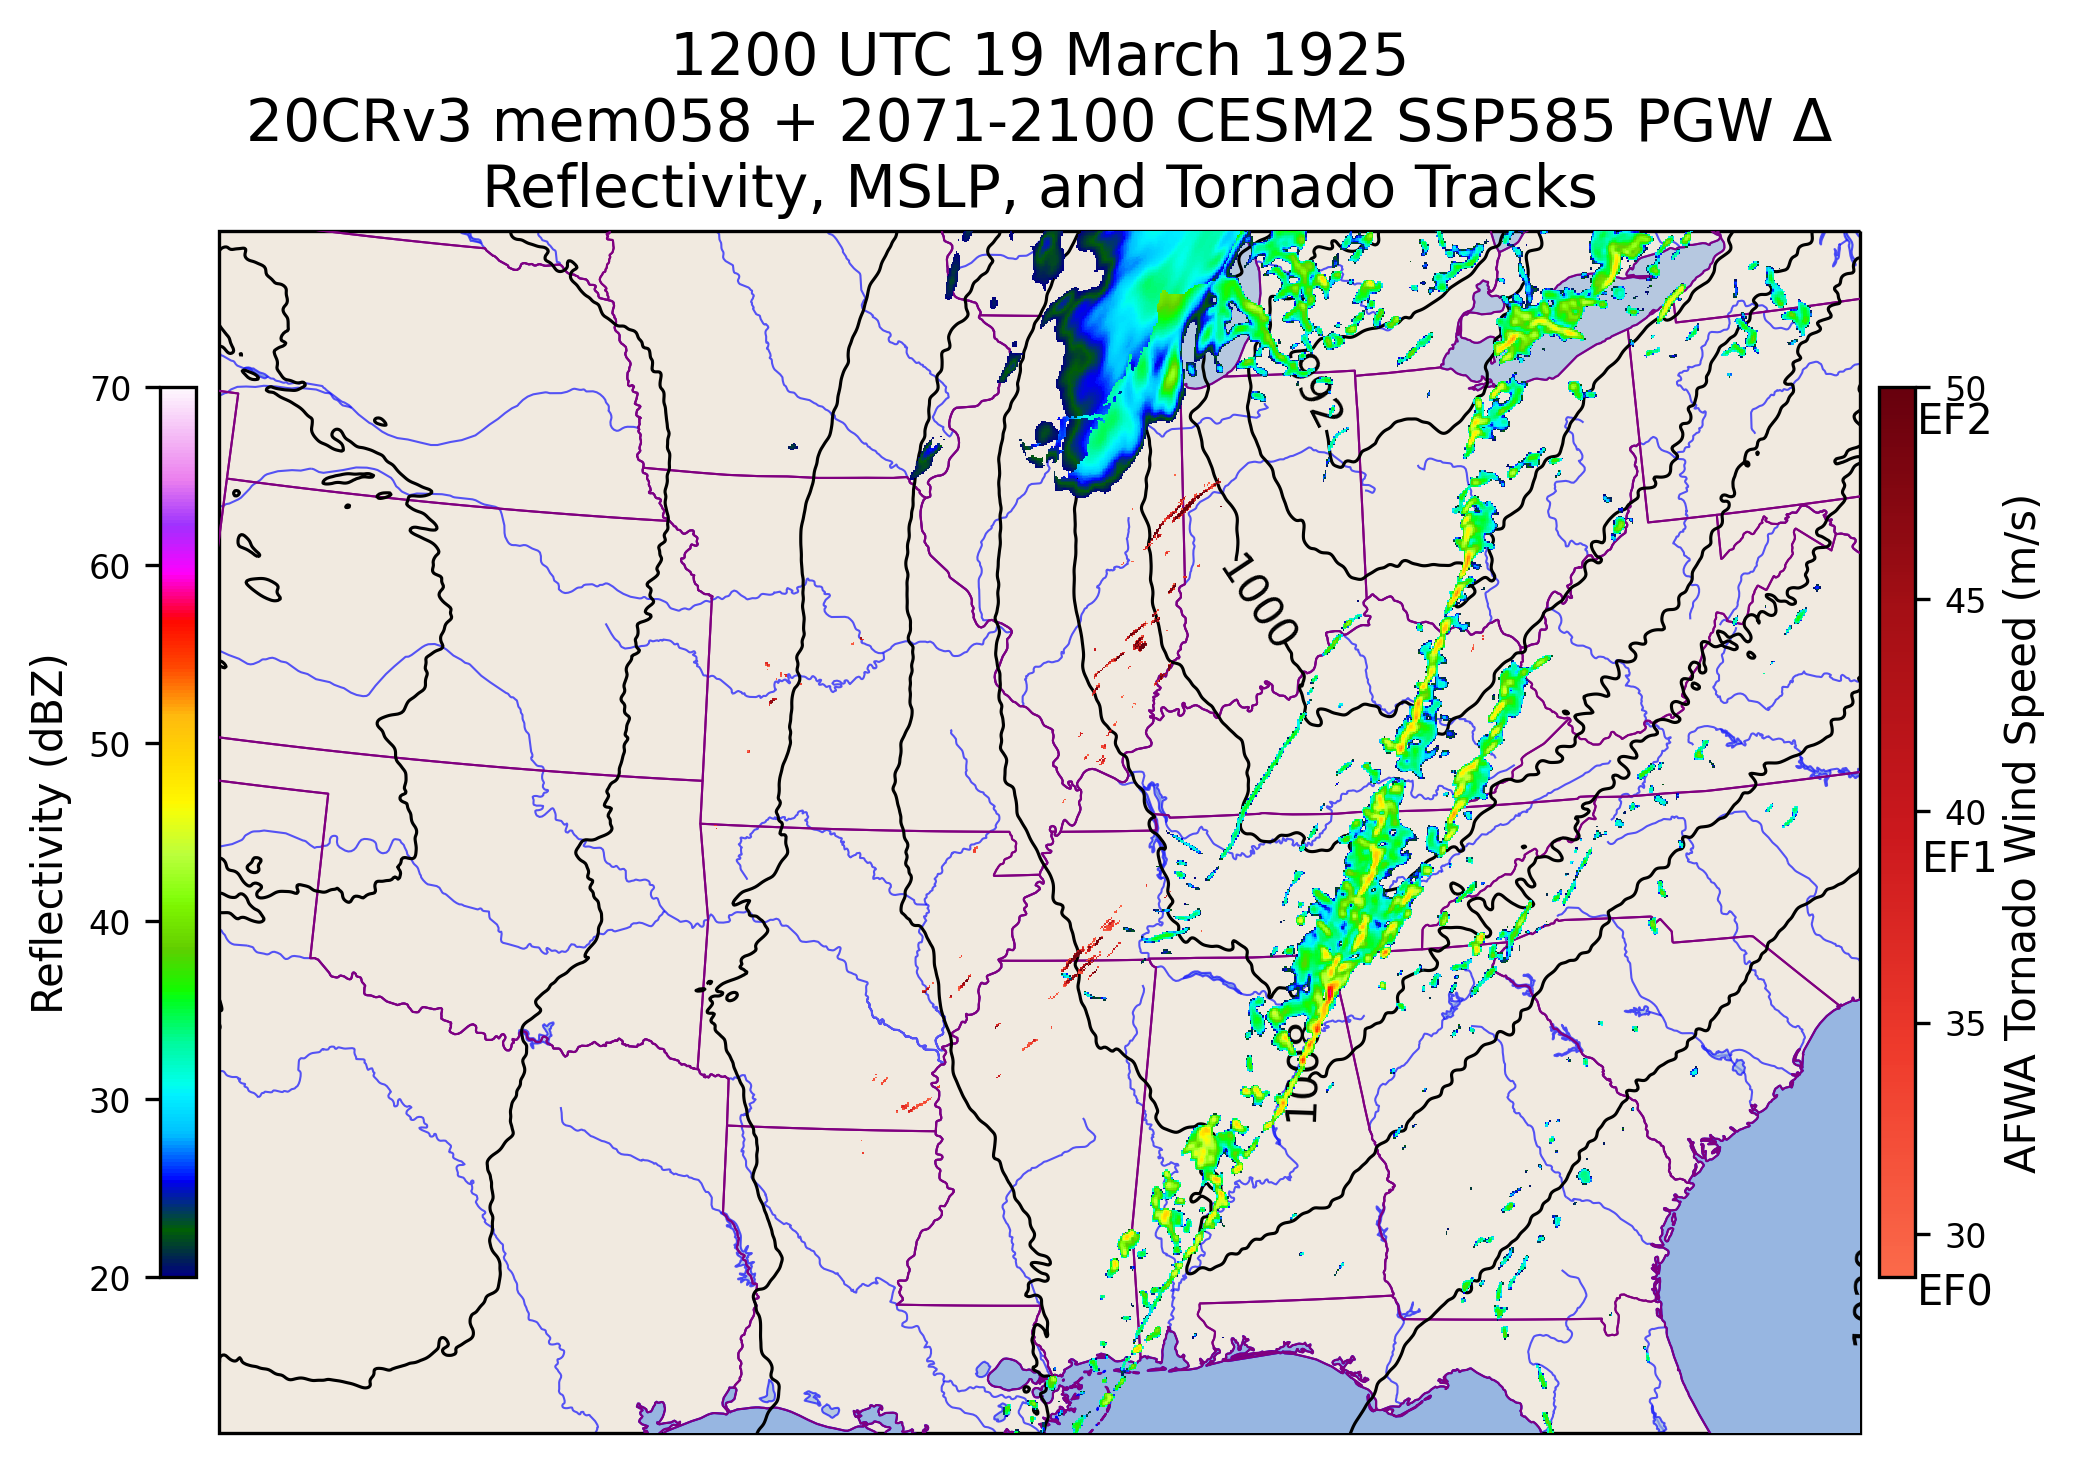 1200 UTC 19 March 1925
20CRv3 mem058 + 2071-2100 CESM2 SSP585 PGW Δ
Reflectivity, MSLP, and Tornado Tracks
70
60
50
40
30
20
Reflectivity (dBZ)
992
1000
1008
50
EF2
45
40
EF1
35
30
EF0
AFWA Tornado Wind Speed (m/s)